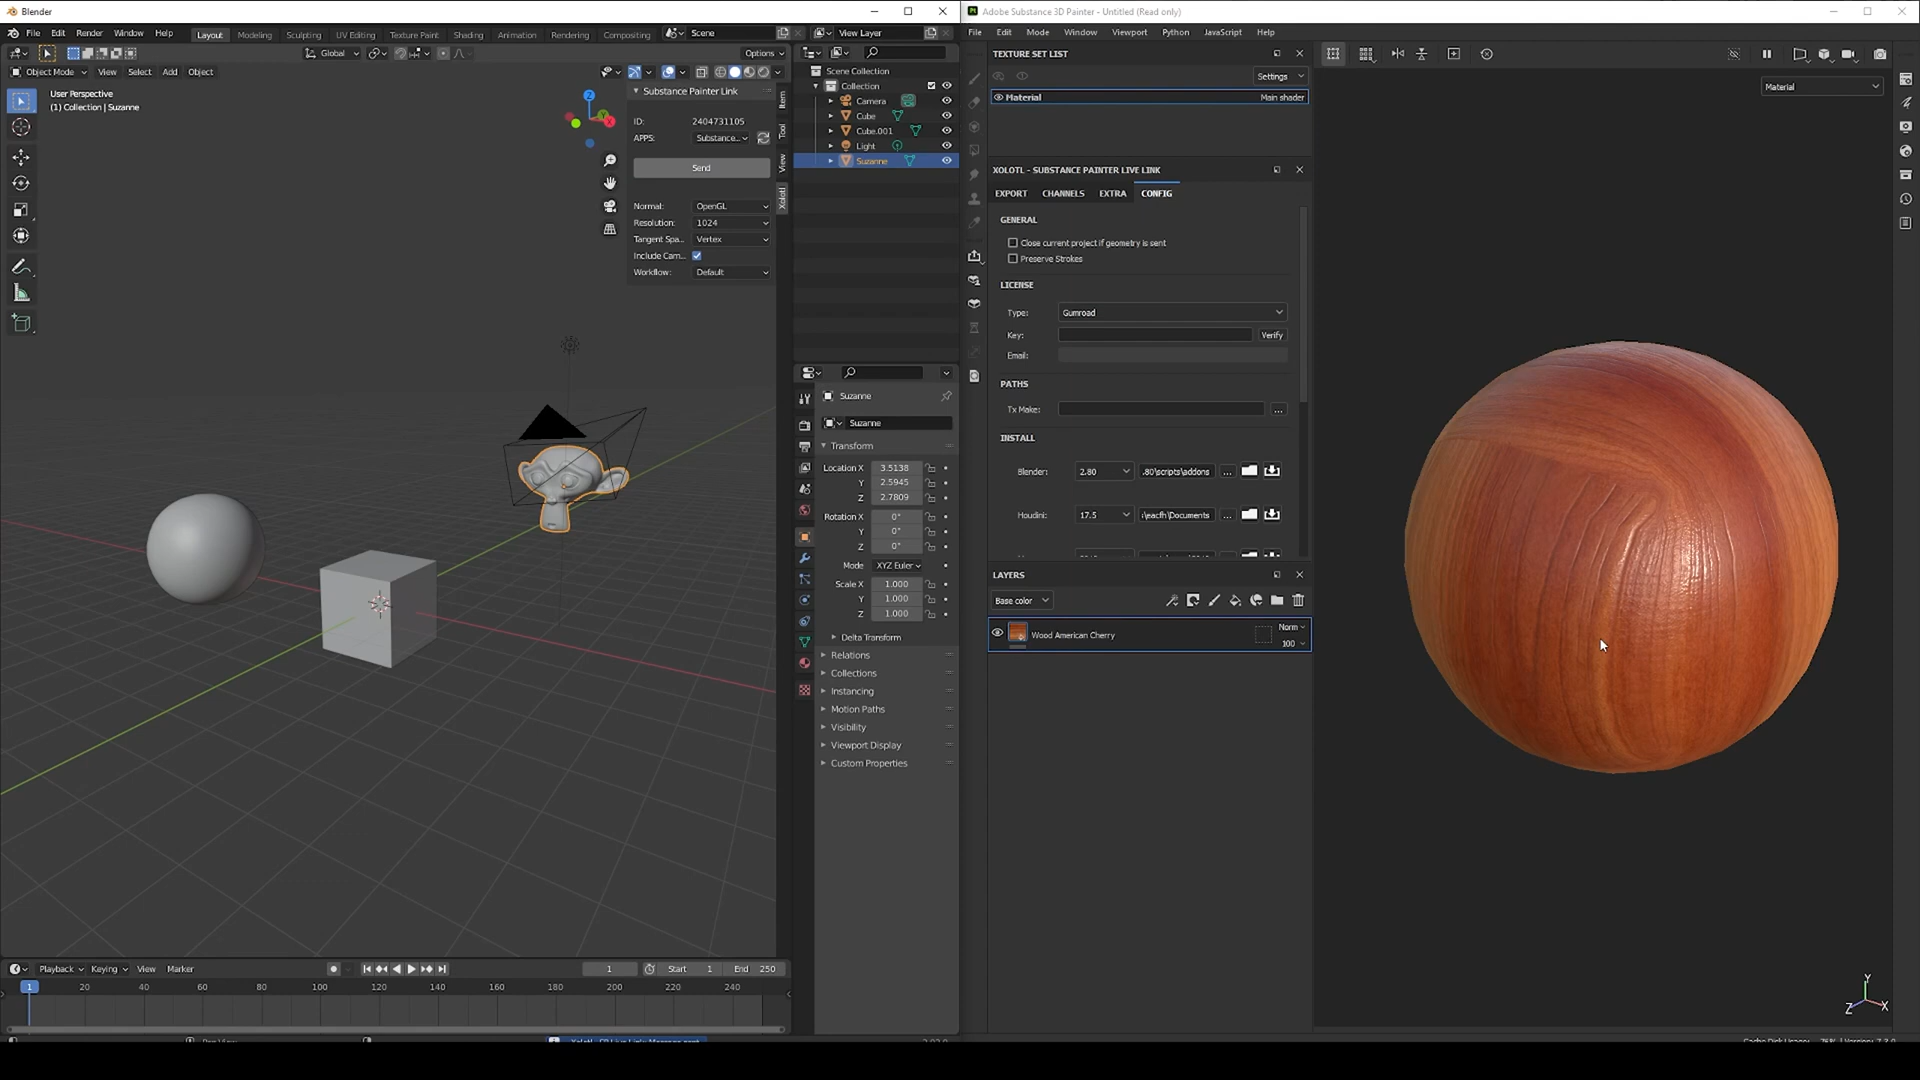 Blender
File Edit Render Window Help
Layout Modeling Sculpting UV Editing Texture Paint Shading Animation Rendering Compositing
Scene
View Layer
Global
Options
Object Mode View Select Add Object
User Perspective
(1) Collection | Suzanne
Substance Painter Link
ID: 2404731105
APPS: Substance...
Send
Normal: OpenGL
Resolution: 1024
Tangent Spa... Vertex
Include Cam...
Workflow: Default
Item
Tool
View
Xolotl
Z
X
Scene Collection
Collection
Camera
Cube
Cube.001
Light
Suzanne
Suzanne
Suzanne
Transform
Location X 3.5138
Y 2.5945
Z 2.7809
Rotation X 0°
Y 0°
Z 0°
Mode XYZ Euler
Scale X 1.000
Y 1.000
Z 1.000
Delta Transform
Relations
Collections
Instancing
Motion Paths
Visibility
Viewport Display
Custom Properties
Playback Keying View Marker
1
Start 1
End 250
1 20 40 60 80 100 120 140 160 180 200 220 240
Adobe Substance 3D Painter - Untitled (Read only)
File Edit Mode Window Viewport Python JavaScript Help
TEXTURE SET LIST
Settings
Material Main shader
XOLOTL - SUBSTANCE PAINTER LIVE LINK
EXPORT CHANNELS EXTRA CONFIG
GENERAL
Close current project if geometry is sent
Preserve Strokes
LICENSE
Type: Gumroad
Key: Verify
Email:
PATHS
Tx Make: ...
INSTALL
Blender: 2.80 .80\scripts\addons ...
Houdini: 17.5 :\eacfh\Documents ...
LAYERS
Base color
Wood American Cherry
Norm
100
Material
Y
Z X